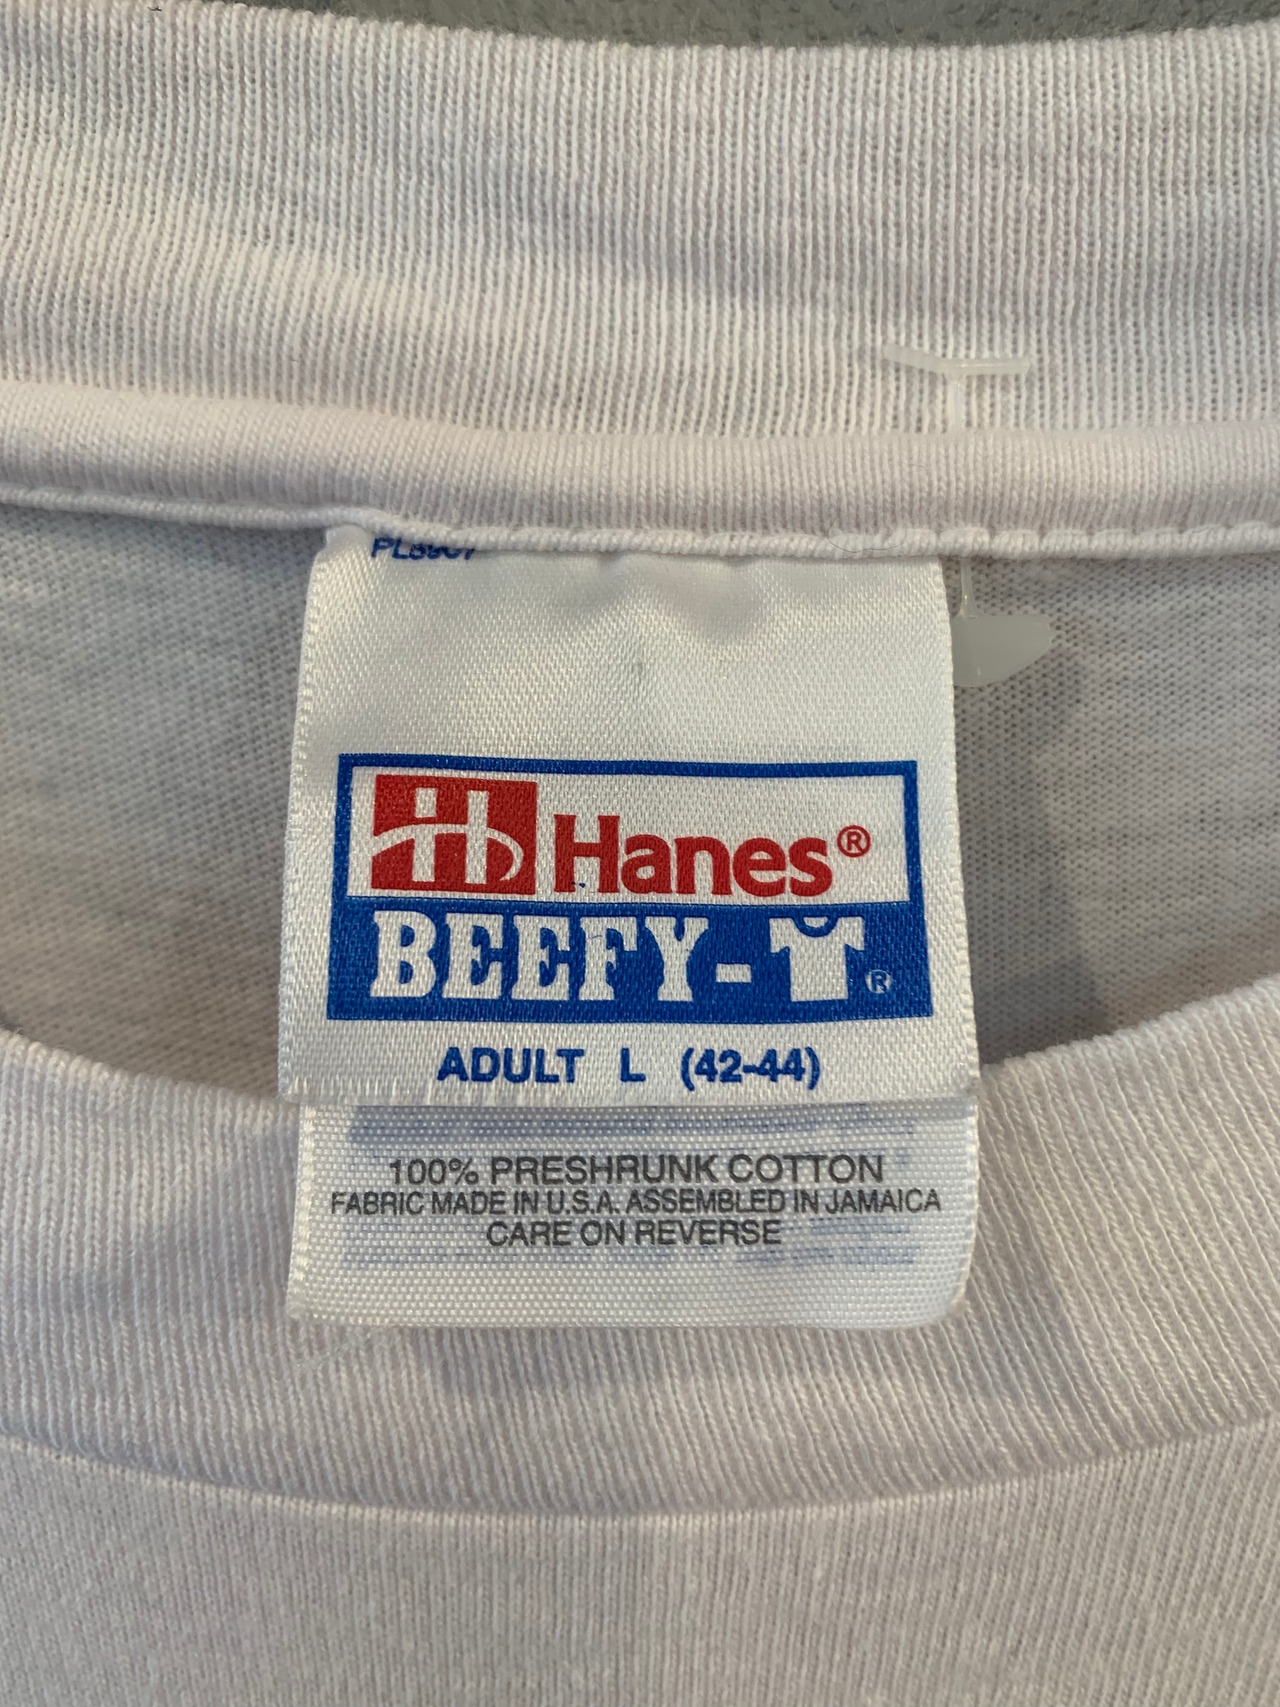 Hanes®
BEEFY-T®
ADULT L (42-44)
100% PRESHRUNK COTTON
FABRIC MADE IN U.S.A. ASSEMBLED IN JAMAICA
CARE ON REVERSE